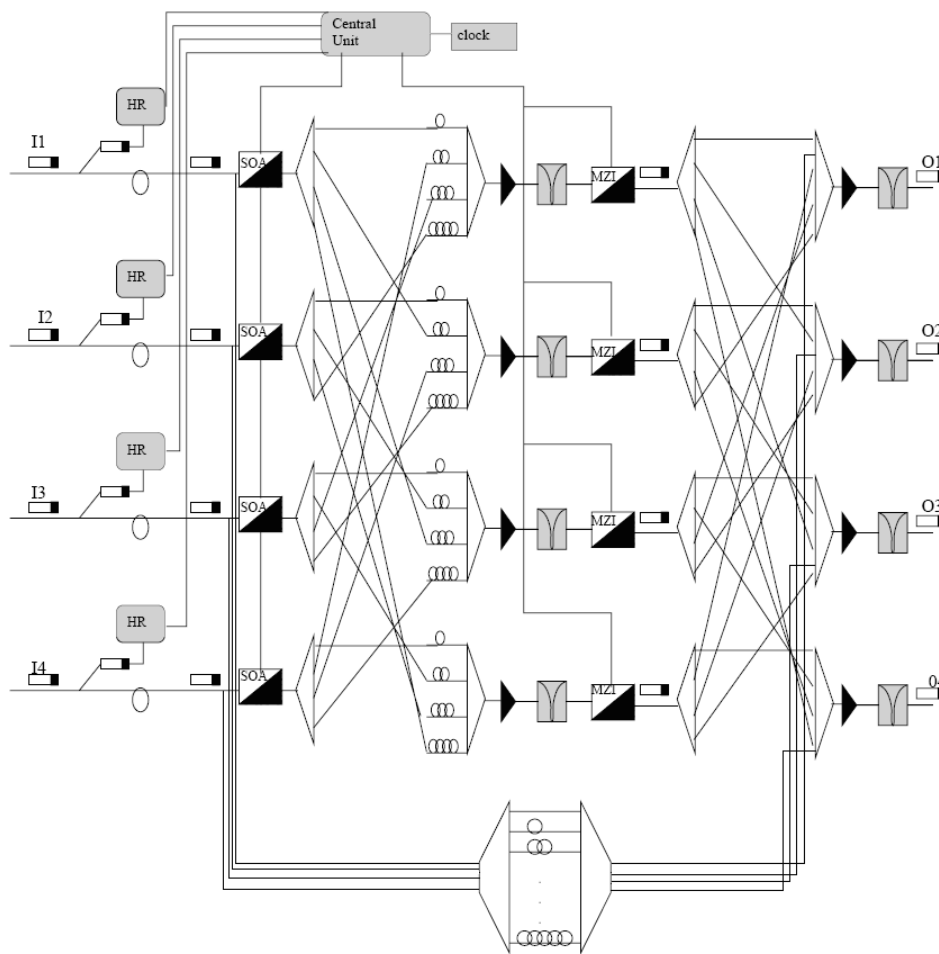 Central
Unit
clock
HR
I1
SOA
MZI
O1
HR
I2
SOA
MZI
O2
HR
I3
SOA
MZI
O3
HR
I4
SOA
MZI
04